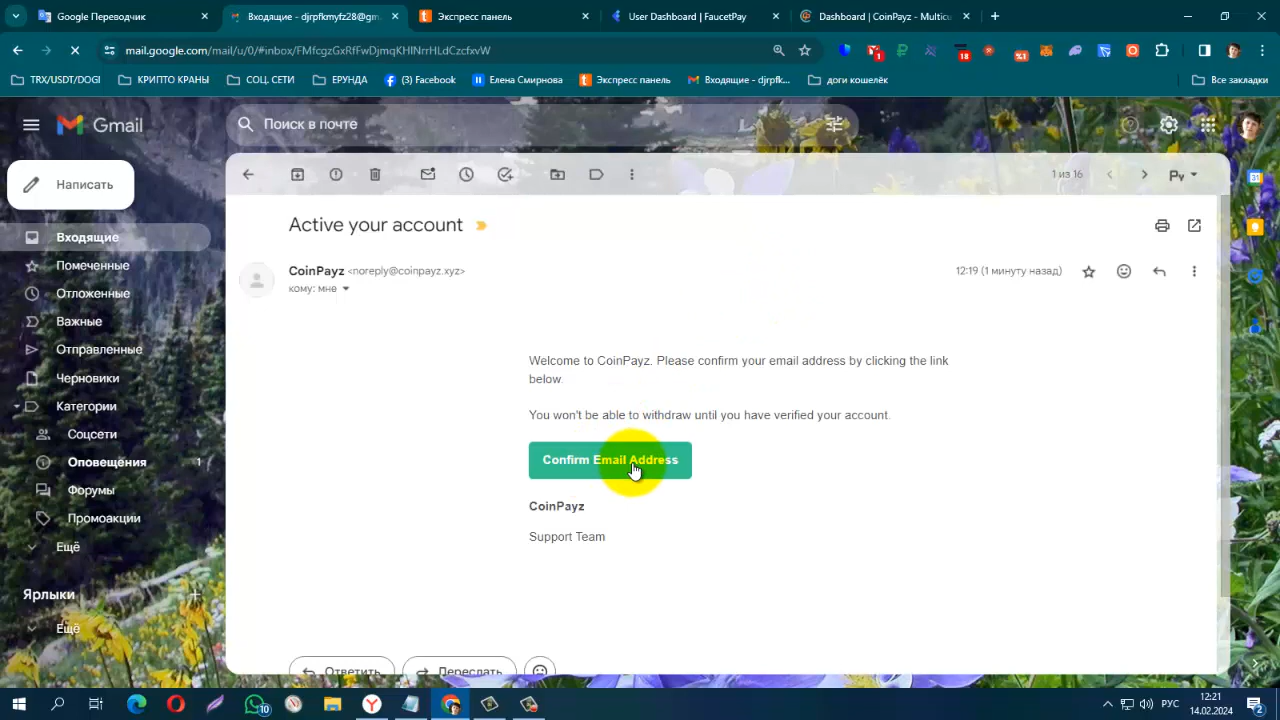 Google Переводчик
Входящие - djrpfkmyfz28@gm
Экспресс панель
User Dashboard | FaucetPay
Dashboard | CoinPayz - Multicu
mail.google.com/mail/u/0/#inbox/FMfcgzGxRfFwDjmqKHlNrrHLdCzcfxvW
1
18
%1
TRX/USDT/DOGI
КРИПТО КРАНЫ
СОЦ. СЕТИ
ЕРУНДА
(3) Facebook
Елена Смирнова
Экспресс панель
Входящие - djrpfk...
доги кошелёк
Все закладки
Gmail
Поиск в почте
Написать
1 из 16
Входящие
Помеченные
Отложенные
Важные
Отправленные
Черновики
Категории
Соцсети
Оповещения 1
Форумы
Промоакции
Ещё
Ярлыки
Ещё
Active your account
CoinPayz <noreply@coinpayz.xyz>
12:19 (1 минуту назад)
кому: мне
Welcome to CoinPayz. Please confirm your email address by clicking the link
below.
You won't be able to withdraw until you have verified your account.
Confirm Email Address
CoinPayz
Support Team
Ответить
Переслать
31
10
РУС
12:21
14.02.2024
2